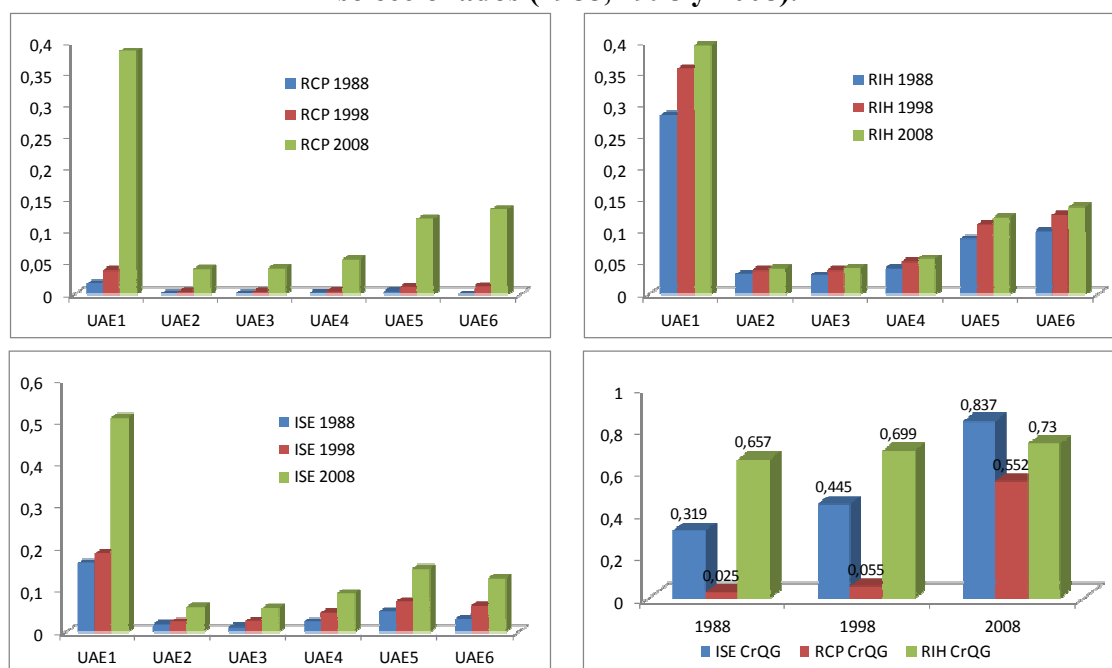 seleccionados (1988, 1998 y 2008).
0,4
0,35
0,3
0,25
0,2
0,15
0,1
0,05
0
RCP 1988
RCP 1998
RCP 2008
UAE1 UAE2 UAE3 UAE4 UAE5 UAE6
0,4
0,35
0,3
0,25
0,2
0,15
0,1
0,05
0
RIH 1988
RIH 1998
RIH 2008
UAE1 UAE2 UAE3 UAE4 UAE5 UAE6
0,6
0,5
0,4
0,3
0,2
0,1
0
ISE 1988
ISE 1998
ISE 2008
UAE1 UAE2 UAE3 UAE4 UAE5 UAE6
1
0,8
0,6
0,4
0,2
0
0,319
0,025
0,657
0,445
0,055
0,699
0,837
0,552
0,73
1988 1998 2008
ISE CrQG RCP CrQG RIH CrQG